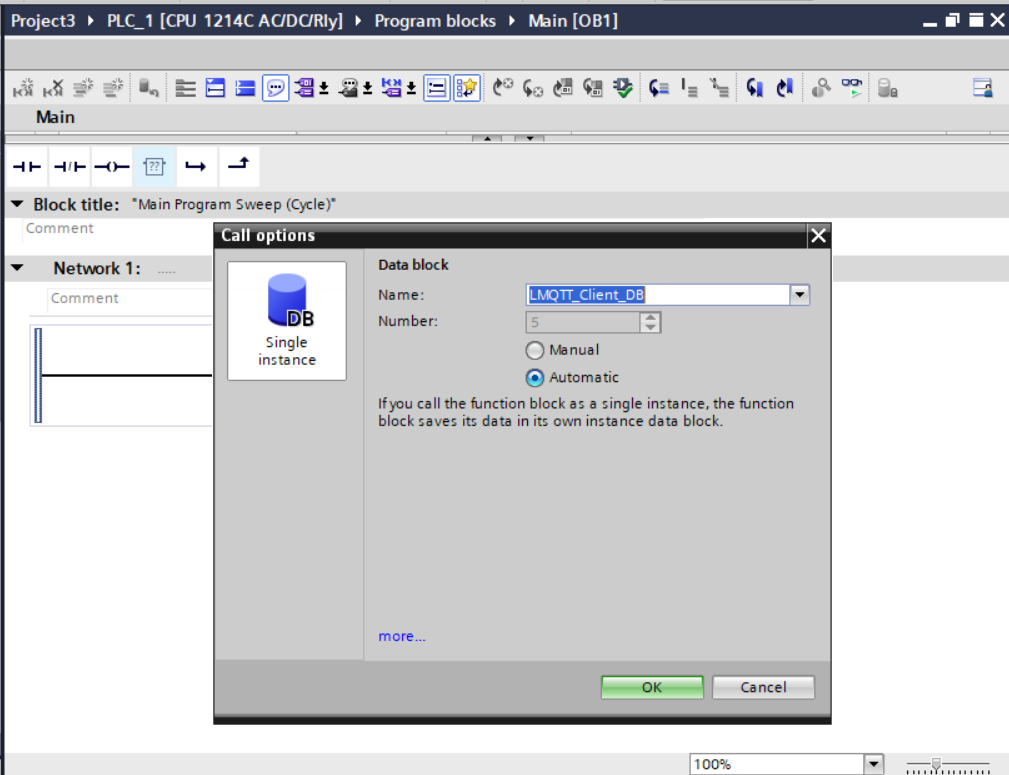 Project3 ▸ PLC_1 [CPU 1214C AC/DC/Rly] ▸ Program blocks ▸ Main [OB1]
Main
??
Block title: "Main Program Sweep (Cycle)"
Comment
Network 1: .....
Comment
Call options
DB
Single
instance
Data block
Name: LMQTT_Client_DB
Number: 5
Manual
Automatic
If you call the function block as a single instance, the function
block saves its data in its own instance data block.
more...
OK Cancel
100%